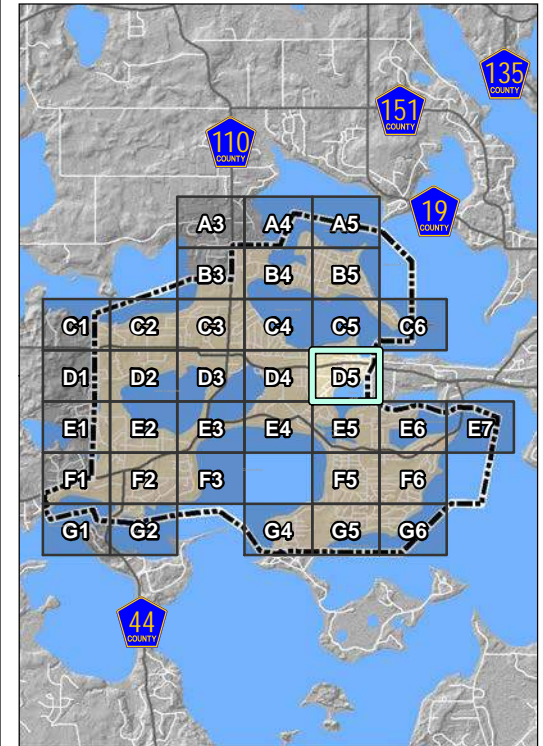 135
COUNTY
151
COUNTY
110
COUNTY
19
COUNTY
A3 A4 A5
B3 B4 B5
C1 C2 C3 C4 C5 C6
D1 D2 D3 D4 D5
E1 E2 E3 E4 E5 E6 E7
F1 F2 F3 F5 F6
G1 G2 G4 G5 G6
44
COUNTY